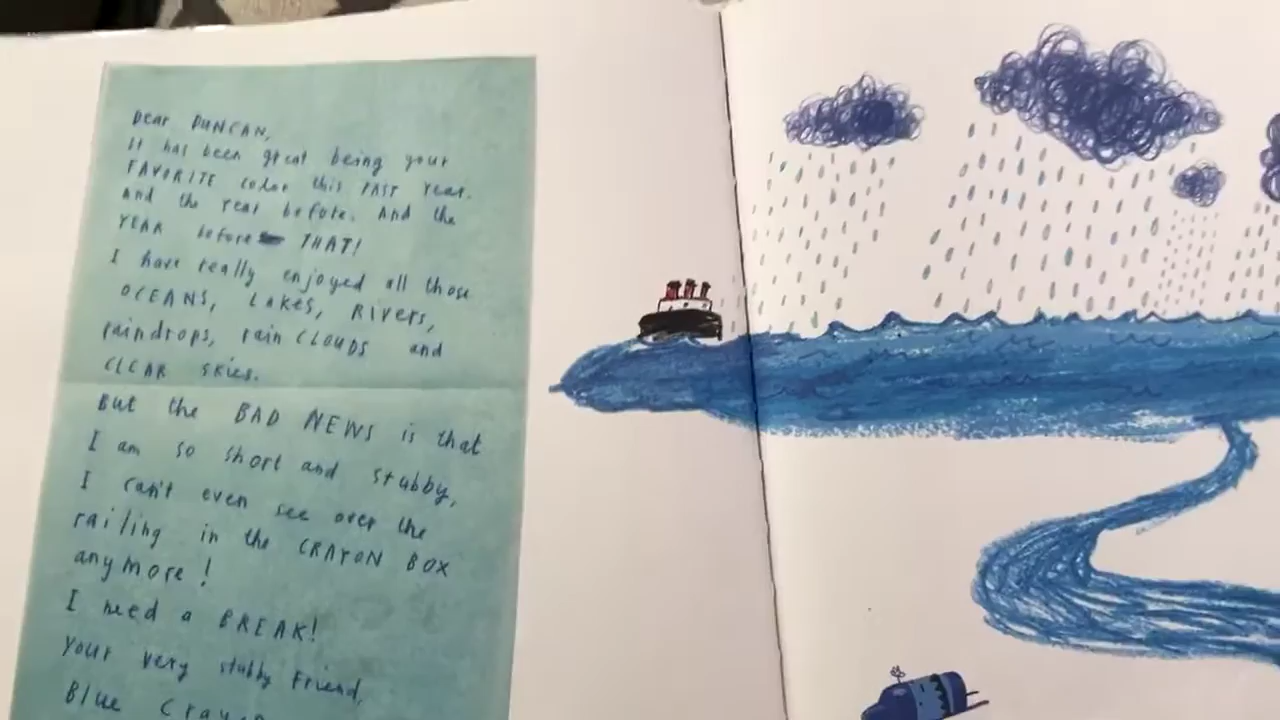 Dear DUNCAN,
It has been great being your
FAVORITE color this PAST year.
And the year before. And the
YEAR before THAT!
I have really enjoyed all those
OCEANS, LAKES, RIVERS,
raindrops, rain CLOUDS and
CLEAR skies.
But the BAD NEWS is that
I am so short and stubby,
I can't even see over the
railing in the CRAYON BOX
anymore!
I need a BREAK!
Your very stubby friend,
Blue Crayon